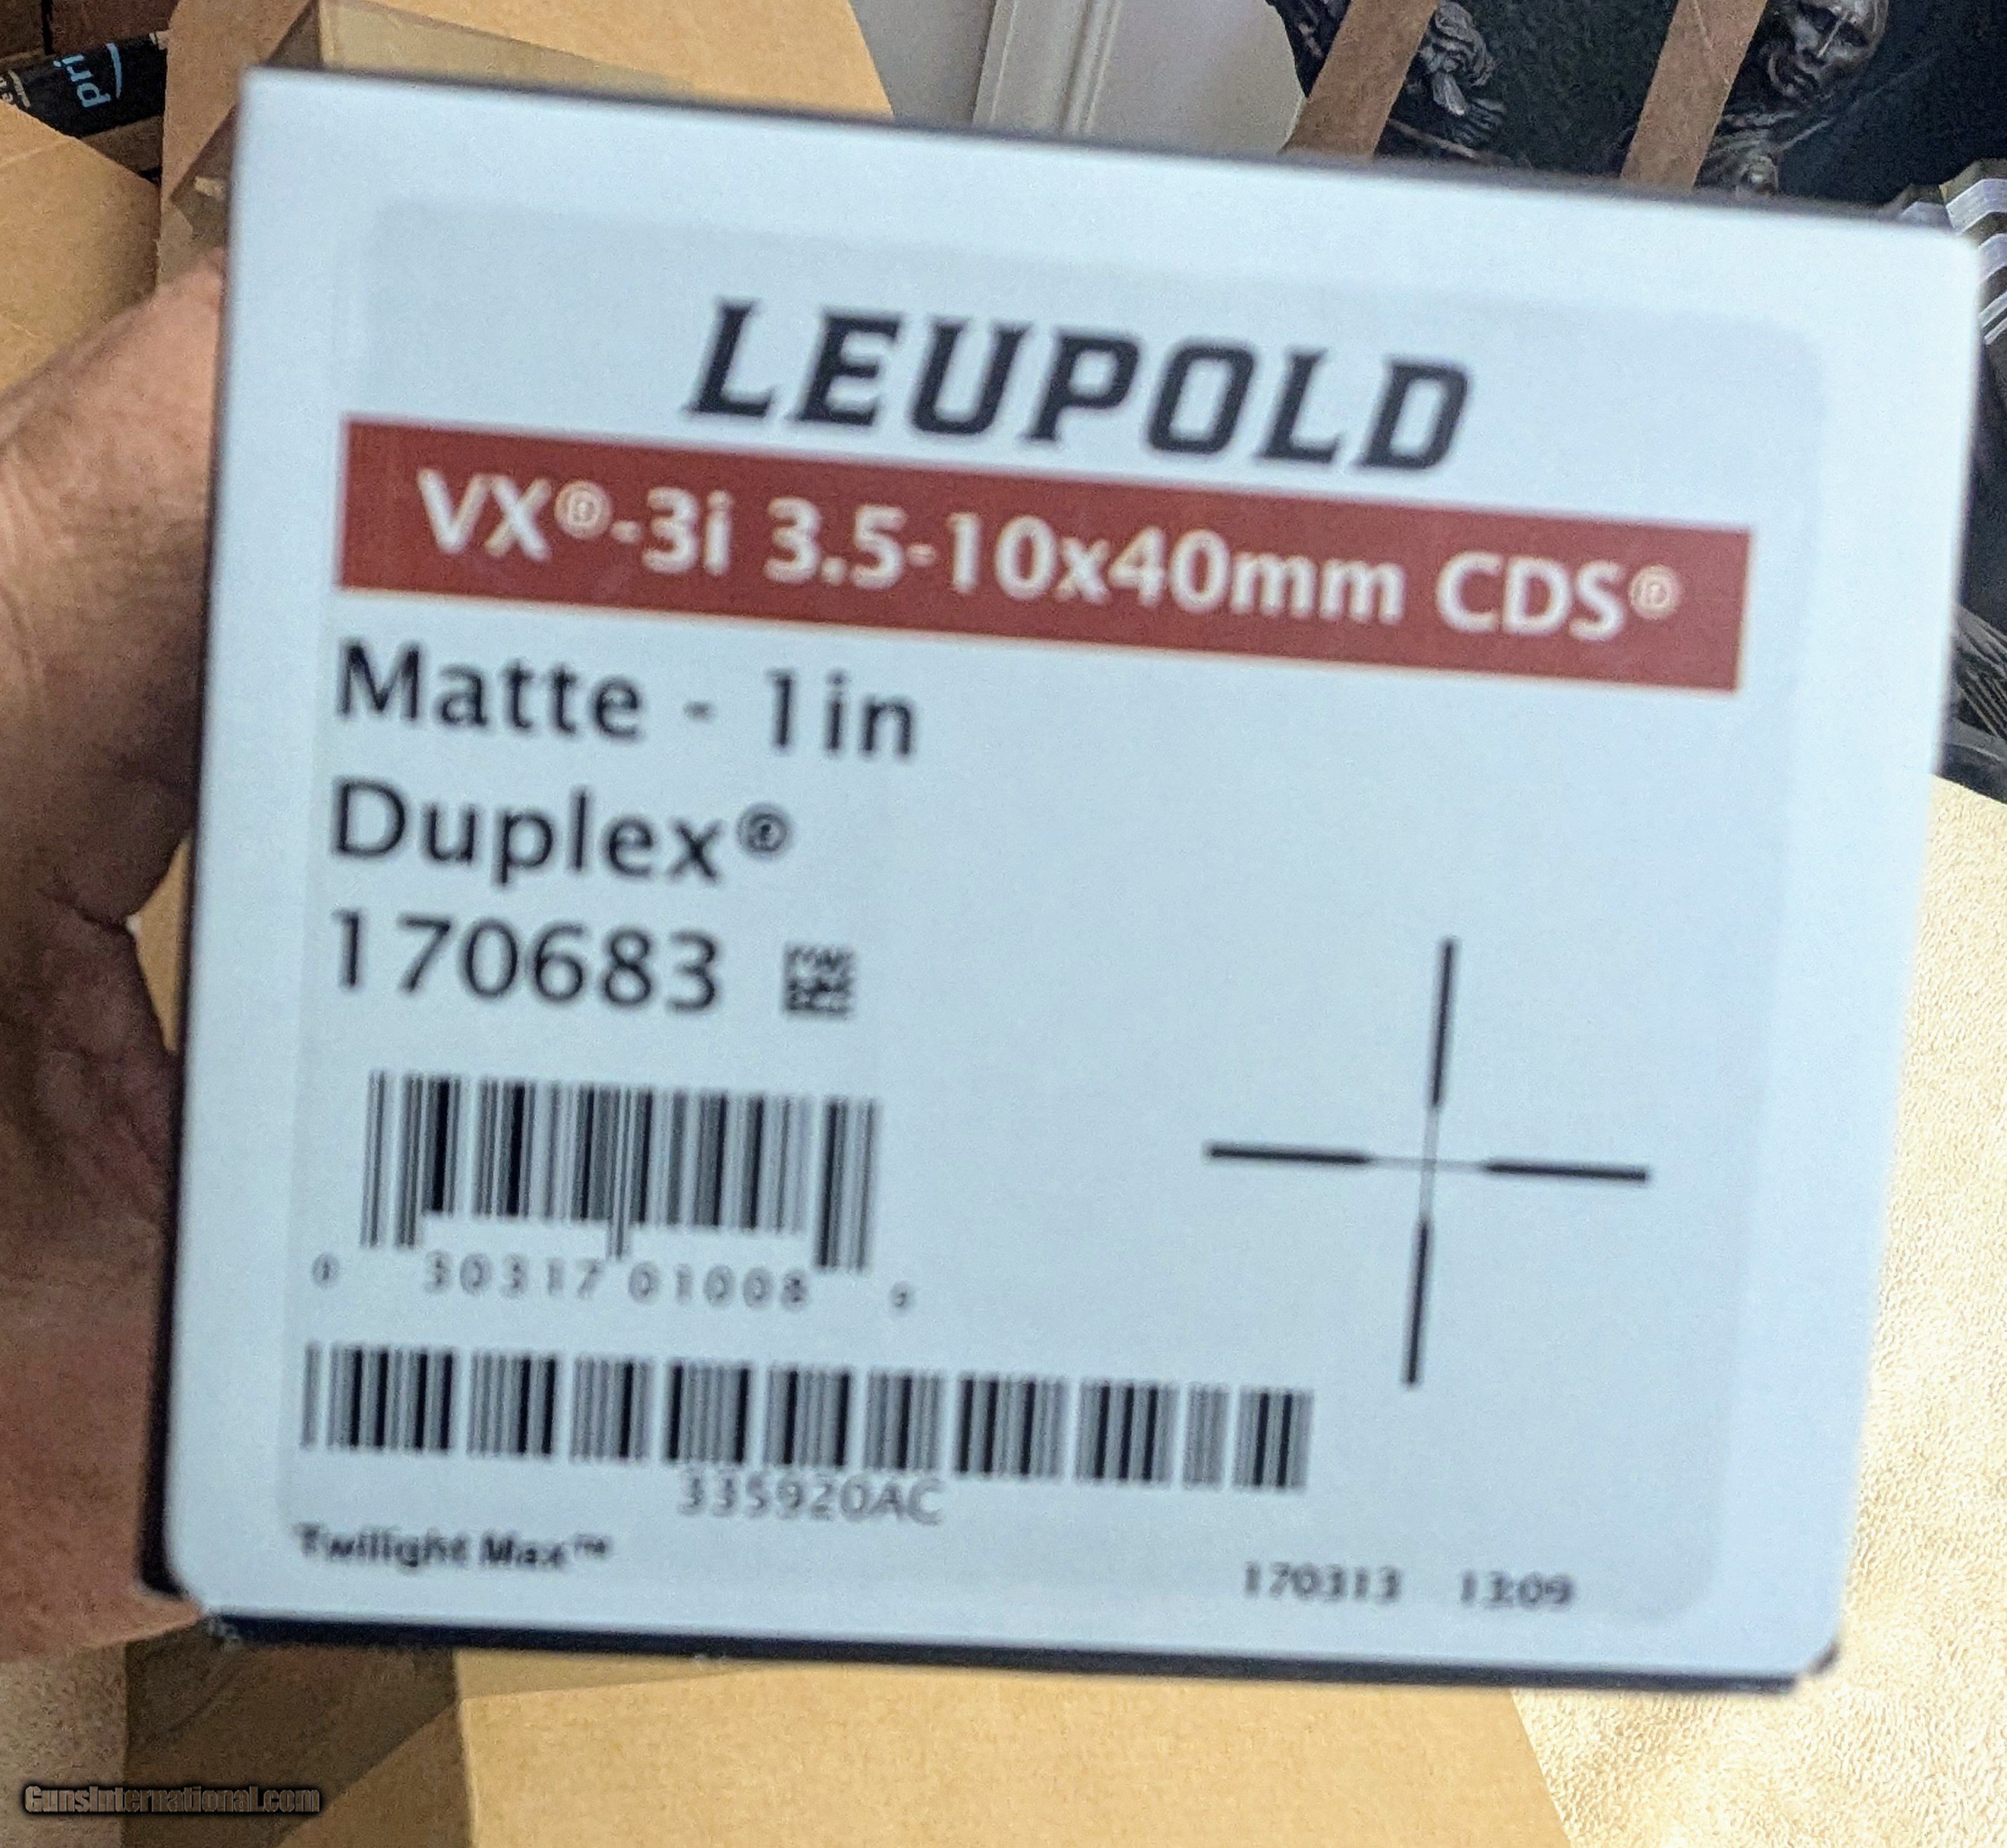 pri
LEUPOLD
VX®-3i 3.5-10x40mm CDS®
Matte - 1in
Duplex®
170683
0 30317 01008 9
335920AC
Twilight Max™
170313 13:09
GunsInternational.com